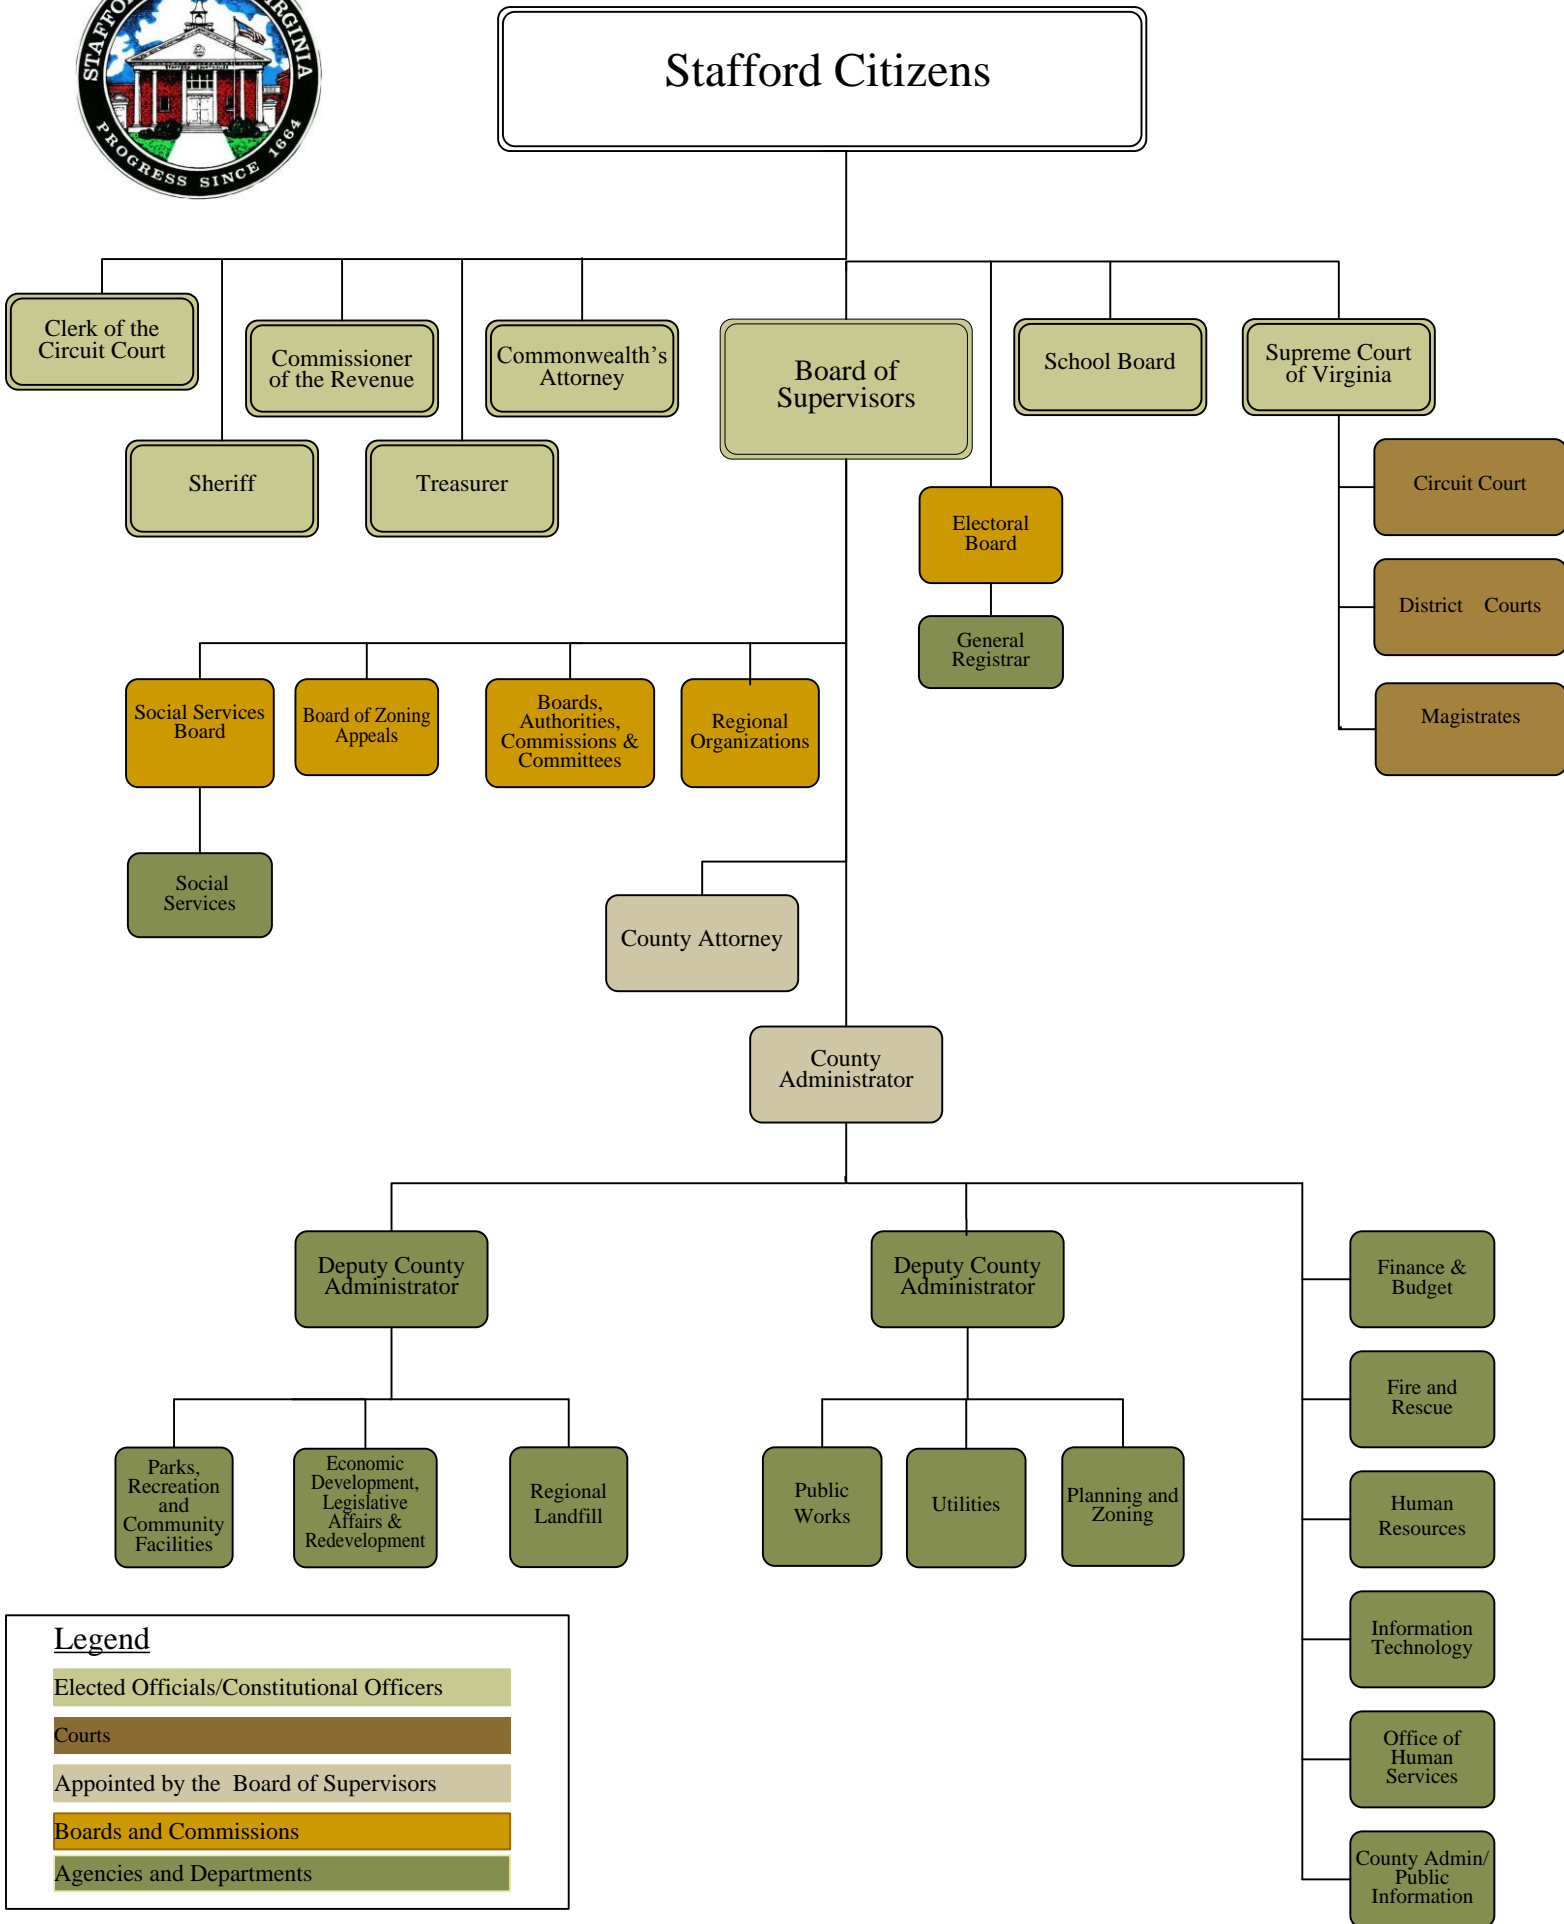 STAFFO
RGINIA
PROGRESS SINCE 1664
Stafford Citizens
Clerk of the
Circuit Court
Commissioner
of the Revenue
Commonwealth's
Attorney
Board of
Supervisors
School Board
Supreme Court
of Virginia
Sheriff
Treasurer
Circuit Court
Electoral
Board
District Courts
General
Registrar
Magistrates
Social Services
Board
Board of Zoning
Appeals
Boards,
Authorities,
Commissions &
Committees
Regional
Organizations
Social
Services
County Attorney
County
Administrator
Deputy County
Administrator
Deputy County
Administrator
Finance &
Budget
Fire and
Rescue
Human
Resources
Information
Technology
Office of
Human
Services
County Admin/
Public
Information
Parks,
Recreation
and
Community
Facilities
Economic
Development,
Legislative
Affairs &
Redevelopment
Regional
Landfill
Public
Works
Utilities
Planning and
Zoning
Legend
Elected Officials/Constitutional Officers
Courts
Appointed by the Board of Supervisors
Boards and Commissions
Agencies and Departments